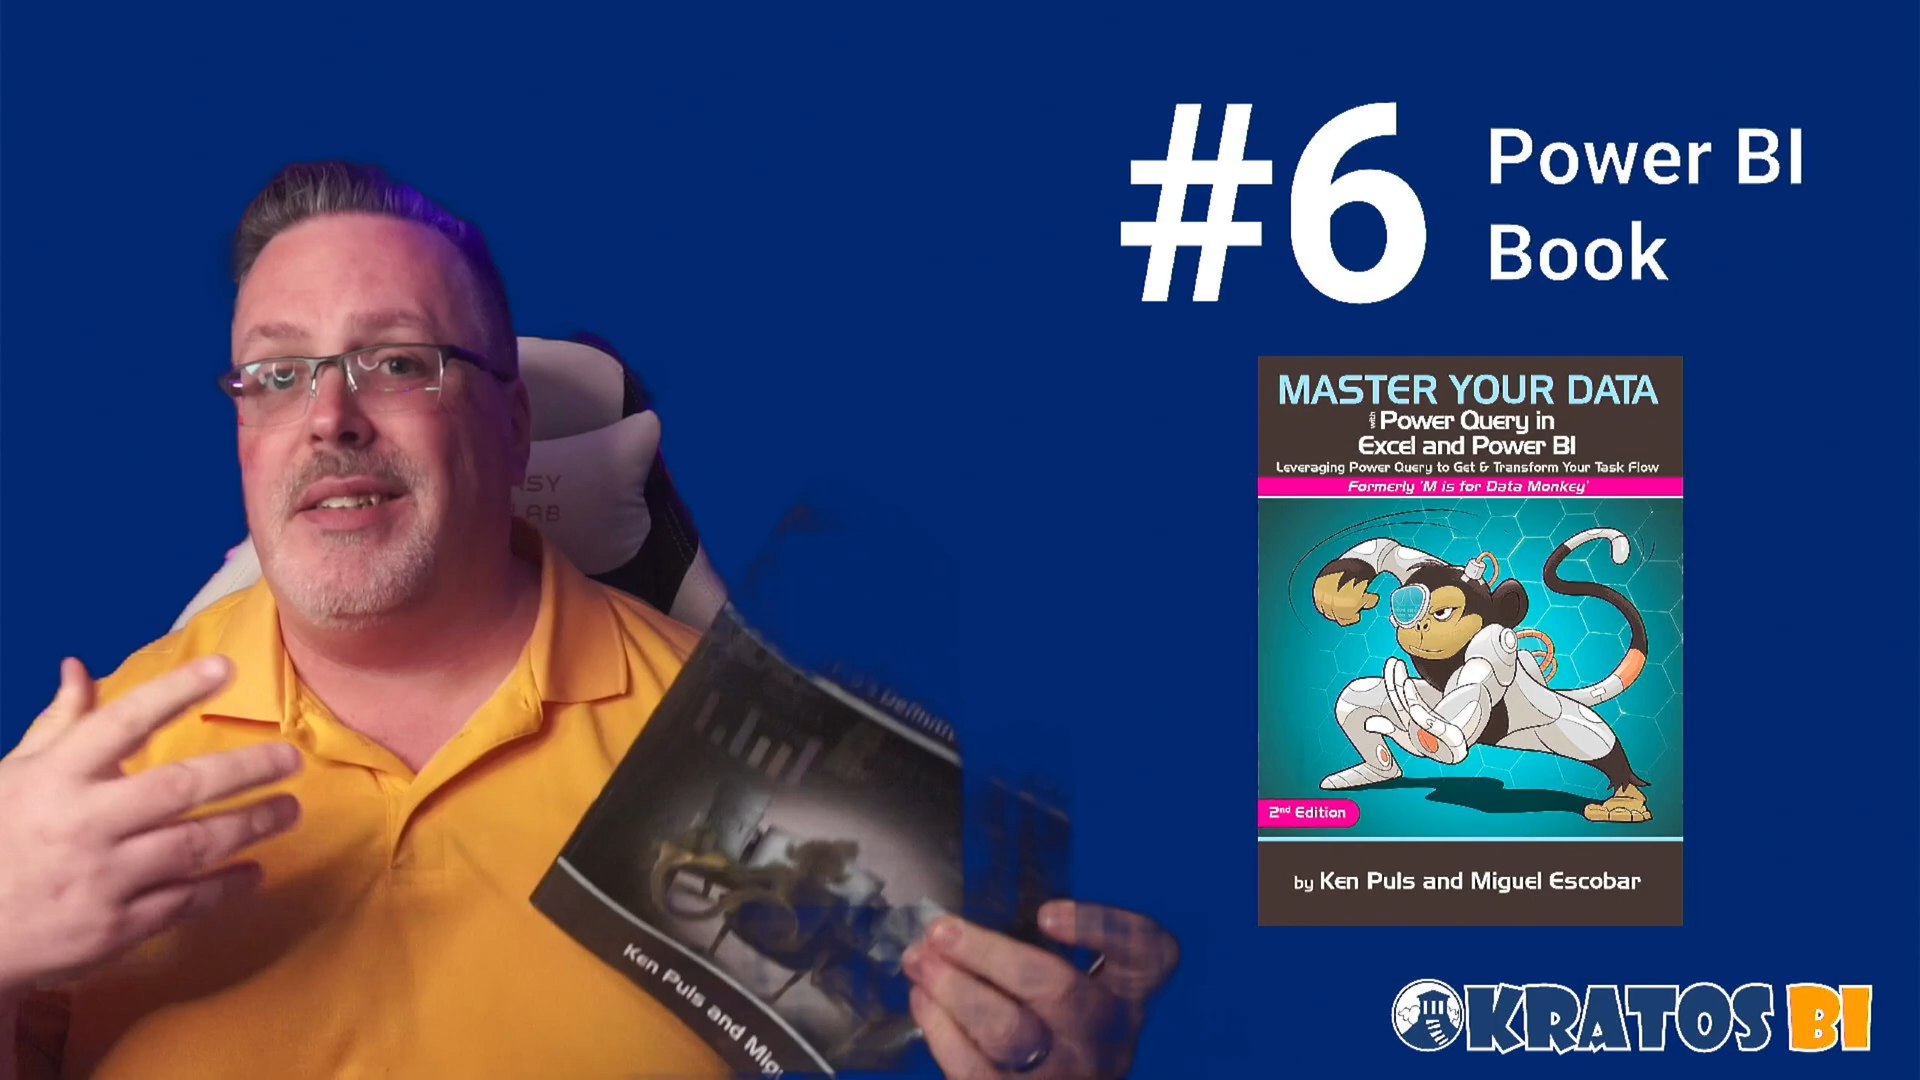 #6 Power BI
Book
MASTER YOUR DATA
with Power Query in
Excel and Power BI
Leveraging Power Query to Get & Transform Your Task Flow
Formerly 'M is for Data Monkey'
2nd Edition
by Ken Puls and Miguel Escobar
Ken Puls and
KRATOS BI